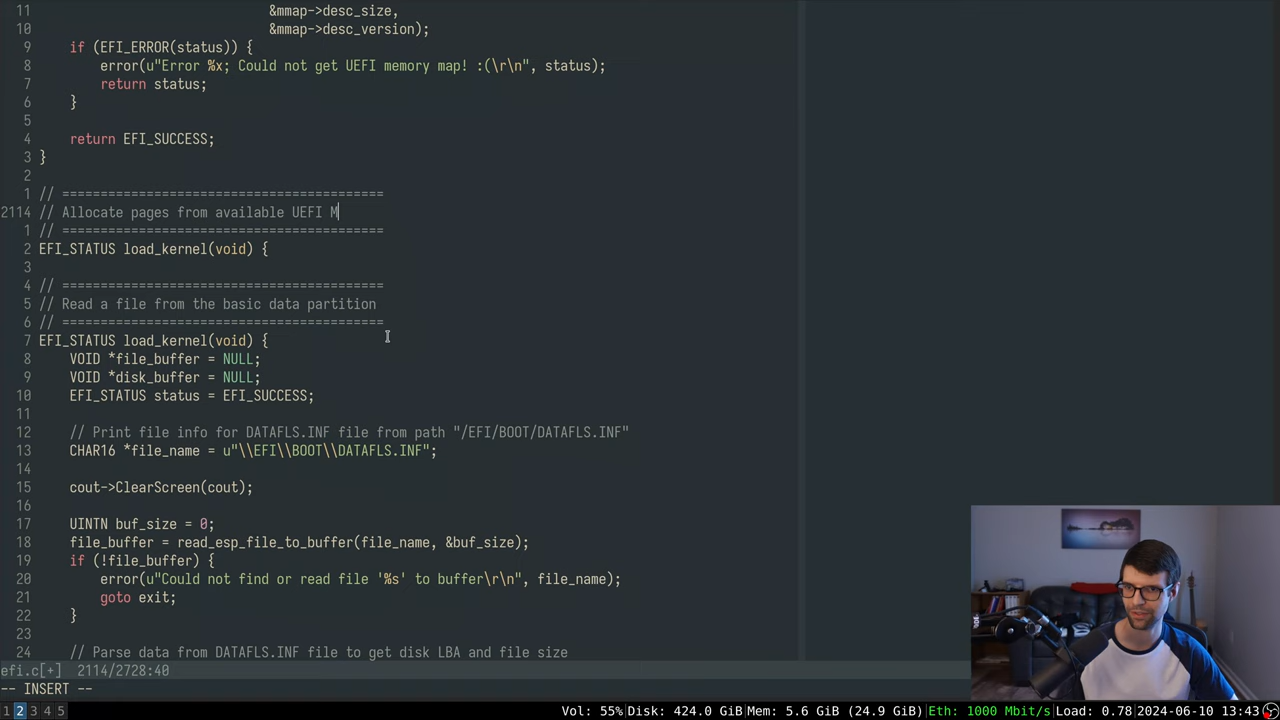 11                               &mmap->desc_size,
10                               &mmap->desc_version);
9     if (EFI_ERROR(status)) {
8         error(u"Error %x; Could not get UEFI memory map! :(\r\n", status);
7         return status;
6     }
5
4     return EFI_SUCCESS;
3 }
2
1 // ==========================================
2114 // Allocate pages from available UEFI M
1 // ==========================================
2 EFI_STATUS load_kernel(void) {
3
4 // ==========================================
5 // Read a file from the basic data partition
6 // ==========================================
7 EFI_STATUS load_kernel(void) {
8     VOID *file_buffer = NULL;
9     VOID *disk_buffer = NULL;
10     EFI_STATUS status = EFI_SUCCESS;
11
12     // Print file info for DATAFLS.INF file from path "/EFI/BOOT/DATAFLS.INF"
13     CHAR16 *file_name = u"\\EFI\\BOOT\\DATAFLS.INF";
14
15     cout->ClearScreen(cout);
16
17     UINTN buf_size = 0;
18     file_buffer = read_esp_file_to_buffer(file_name, &buf_size);
19     if (!file_buffer) {
20         error(u"Could not find or read file '%s' to buffer\r\n", file_name);
21         goto exit;
22     }
23
24     // Parse data from DATAFLS.INF file to get disk LBA and file size
efi.c[+]  2114/2728:40
-- INSERT --
1 2 3 4 5 Vol: 55% Disk: 424.0 GiB Mem: 5.6 GiB (24.9 GiB) Eth: 1000 Mbit/s Load: 0.78 2024-06-10 13:43